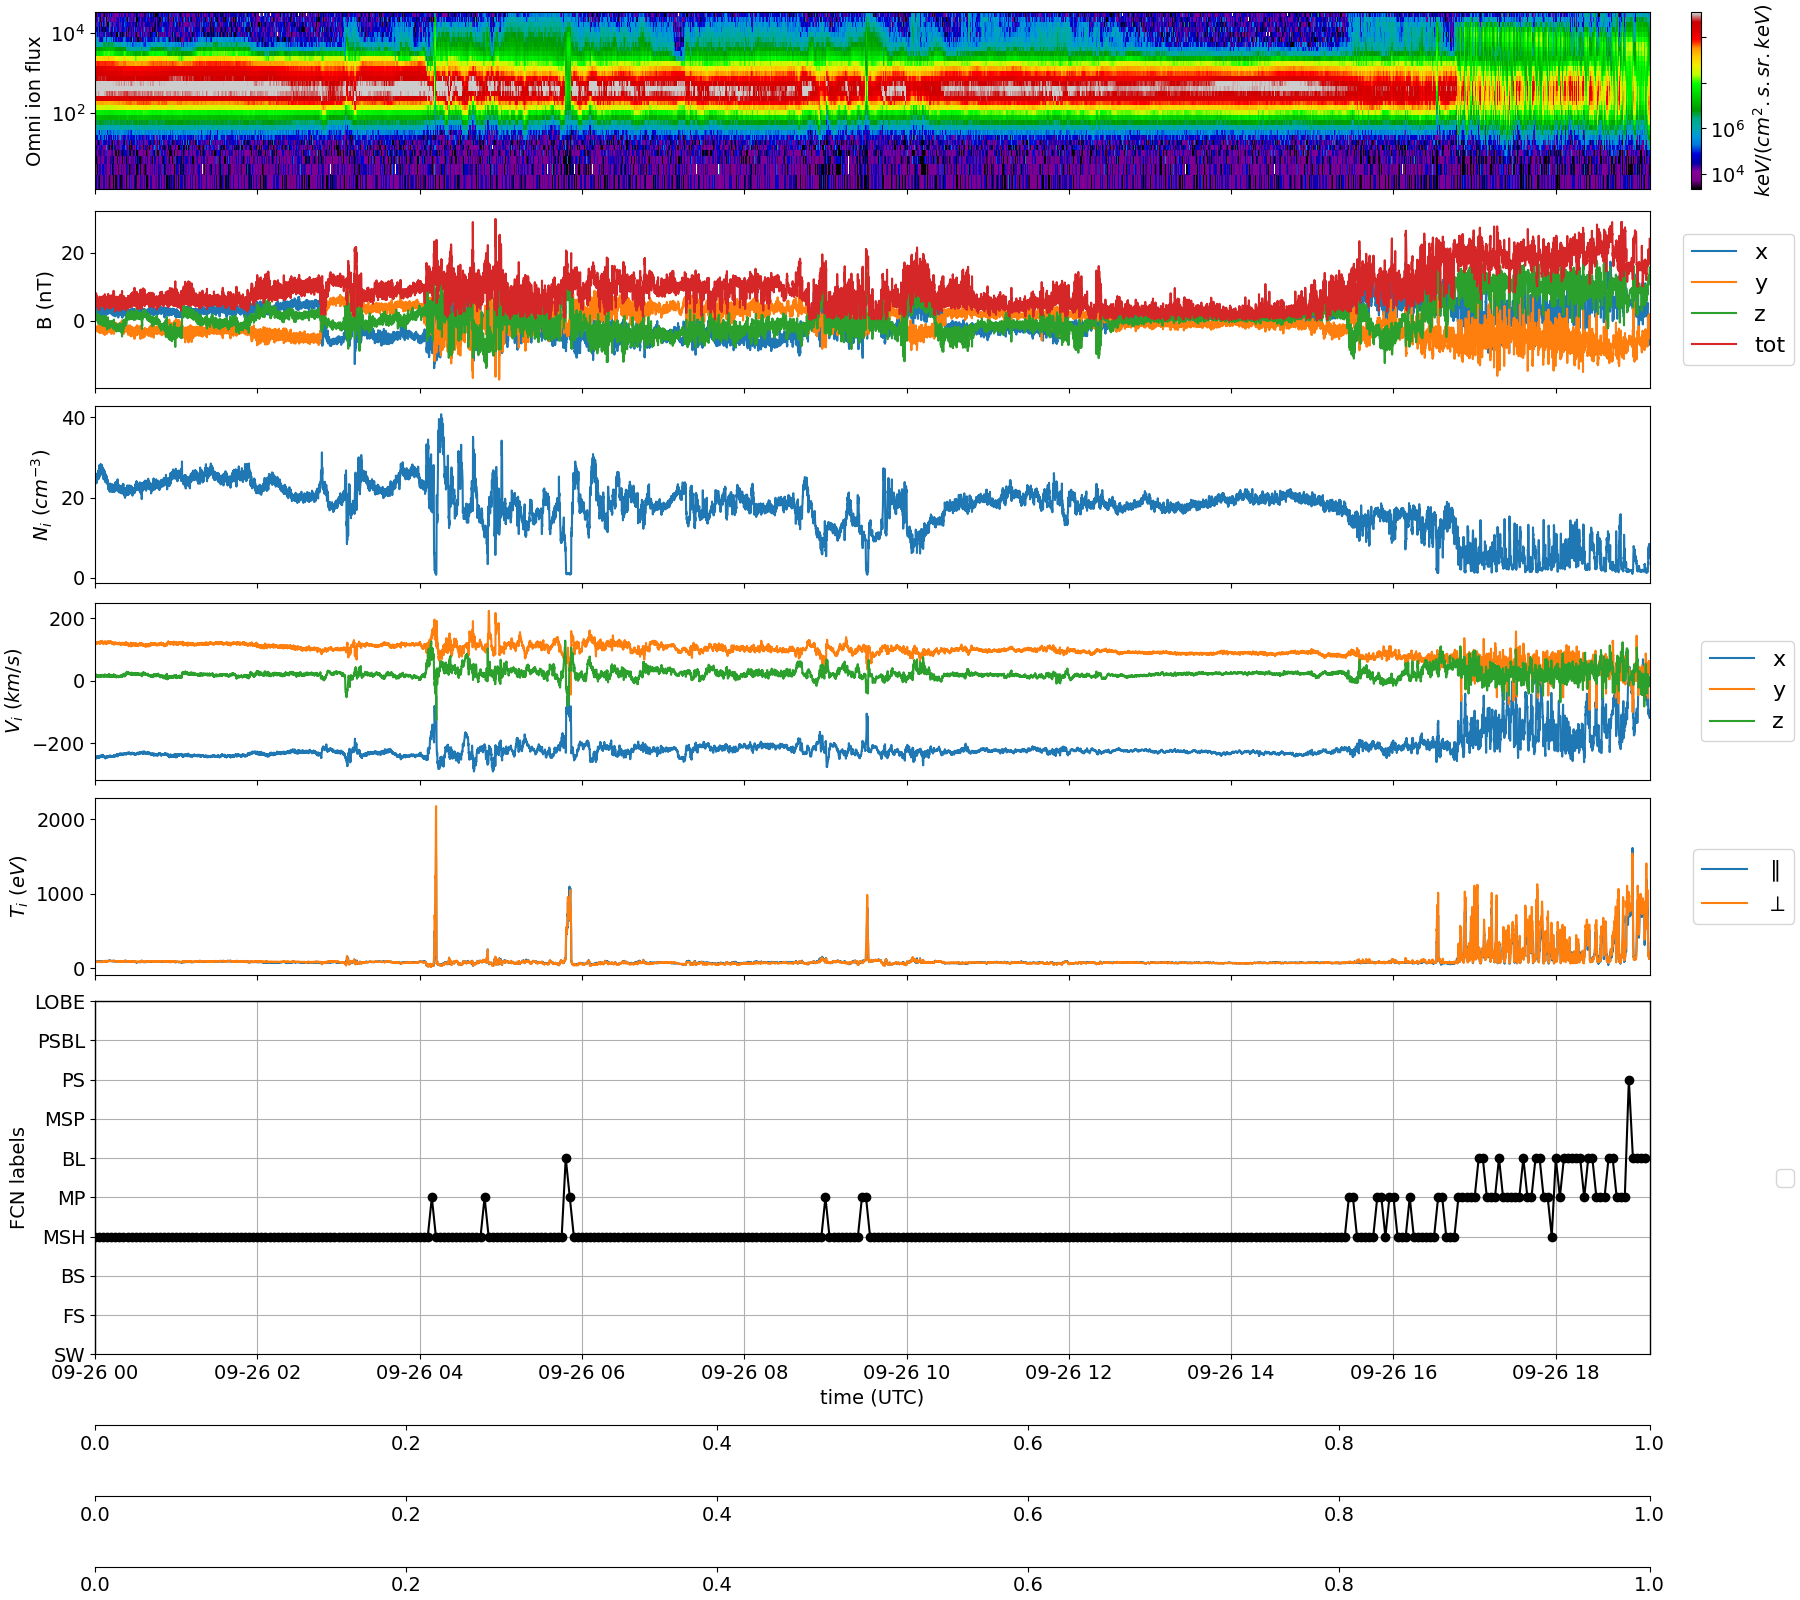 Omni ion flux
10⁴
10²
10⁶
10⁴
keV/(cm².s.sr.keV)
B (nT)
20
0
x
y
z
tot
Nᵢ (cm⁻³)
40
20
0
Vᵢ (km/s)
200
0
−200
x
y
z
Tᵢ (eV)
2000
1000
0
∥
⊥
FCN labels
LOBE
PSBL
PS
MSP
BL
MP
MSH
BS
FS
SW
09-26 00 09-26 02 09-26 04 09-26 06 09-26 08 09-26 10 09-26 12 09-26 14 09-26 16 09-26 18
time (UTC)
0.0 0.2 0.4 0.6 0.8 1.0
0.0 0.2 0.4 0.6 0.8 1.0
0.0 0.2 0.4 0.6 0.8 1.0